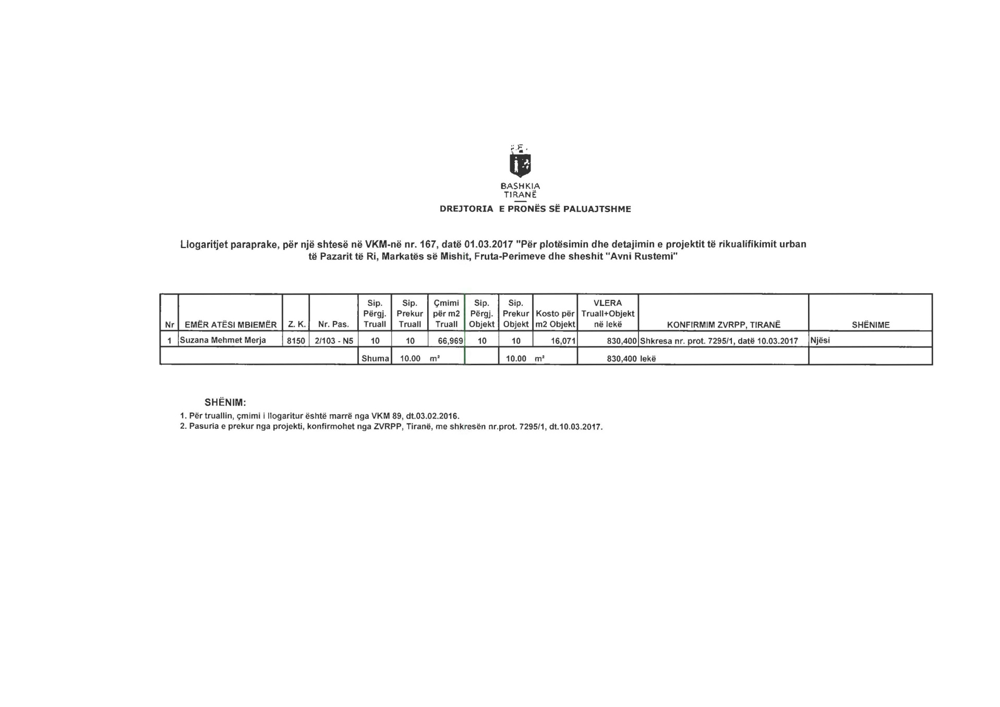 BASHKIA
TIRANË
DREJTORIA E PRONËS SË PALUAJTSHME
Llogaritjet paraprake, për një shtesë në VKM-në nr. 167, datë 01.03.2017 "Për plotësimin dhe detajimin e projektit të rikualifikimit urban
të Pazarit të Ri, Markatës së Mishit, Fruta-Perimeve dhe sheshit "Avni Rustemi"
Nr EMËR ATËSI MBIEMËR Z. K. Nr. Pas. Sip. Përgj. Truall Sip. Prekur Truall Çmimi për m2 Truall Sip. Përgj. Objekt Sip. Prekur Objekt Kosto për m2 Objekt VLERA Truall+Objekt në lekë KONFIRMIM ZVRPP, TIRANË SHËNIME
1 Suzana Mehmet Merja 8150 2/103 - N5 10 10 66,969 10 10 16,071 830,400 Shkresa nr. prot. 7295/1, datë 10.03.2017 Njësi
Shuma 10.00 m² 10.00 m² 830,400 lekë
SHËNIM:
1. Për truallin, çmimi i llogaritur është marrë nga VKM 89, dt.03.02.2016.
2. Pasuria e prekur nga projekti, konfirmohet nga ZVRPP, Tiranë, me shkresën nr.prot. 7295/1, dt.10.03.2017.